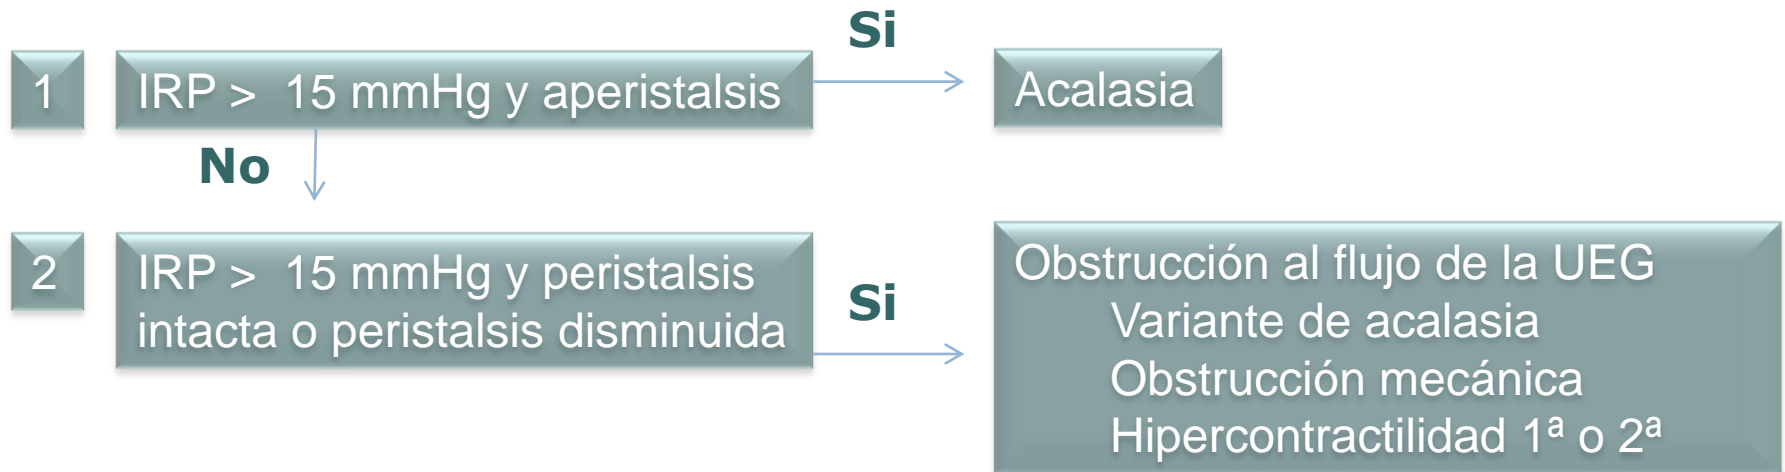 Si
1
IRP > 15 mmHg y aperistalsis
Acalasia
No
2
IRP > 15 mmHg y peristalsis
intacta o peristalsis disminuida
Si
Obstrucción al flujo de la UEG
Variante de acalasia
Obstrucción mecánica
Hipercontractilidad 1ª o 2ª